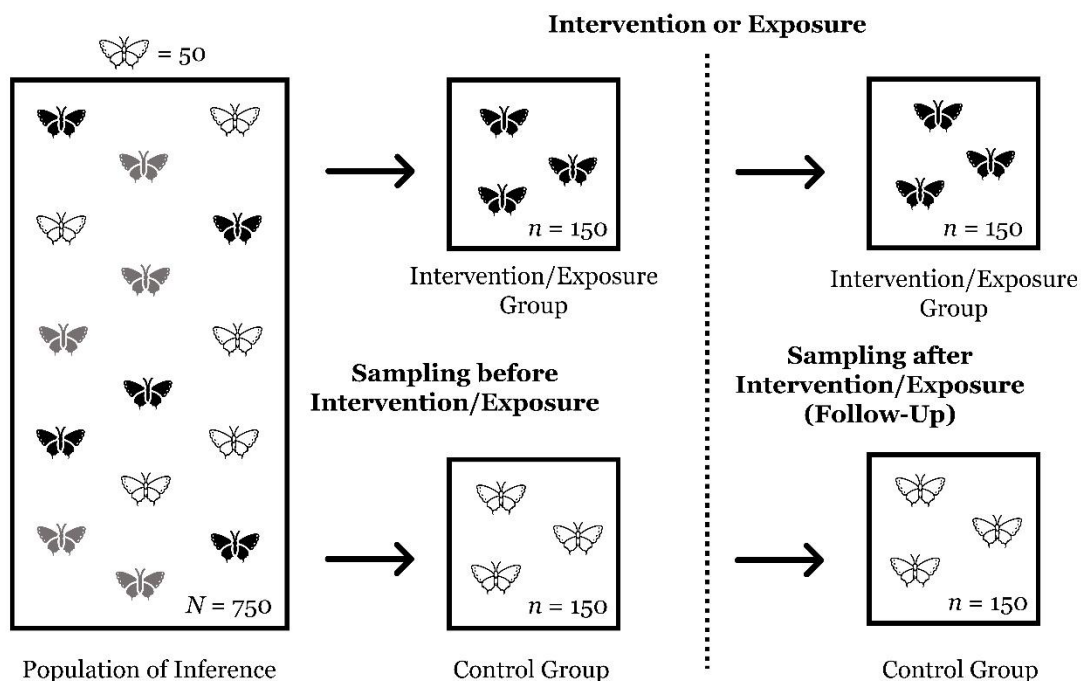 Intervention or Exposure
= 50
n = 150
n = 150
Intervention/Exposure
Group
Intervention/Exposure
Group
Sampling before
Intervention/Exposure
Sampling after
Intervention/Exposure
(Follow-Up)
N = 750
n = 150
n = 150
Population of Inference
Control Group
Control Group